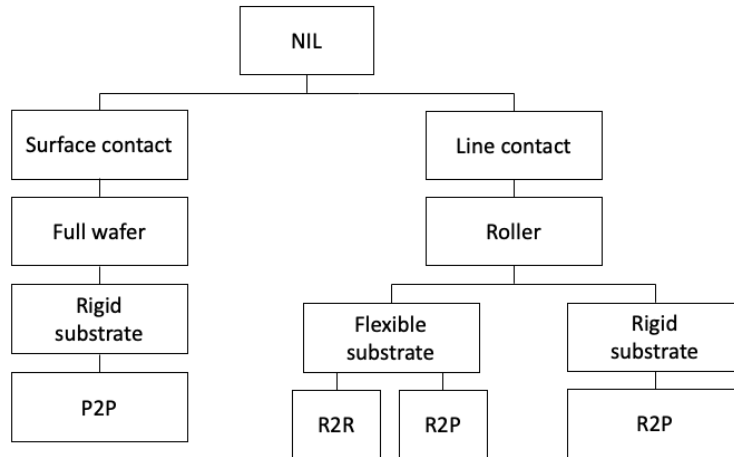 NIL
Surface contact
Line contact
Full wafer
Roller
Rigid
substrate
Flexible
substrate
Rigid
substrate
P2P
R2R
R2P
R2P